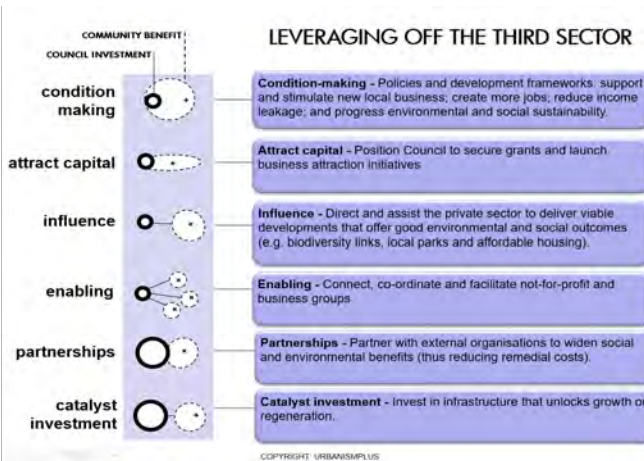 COMMUNITY BENEFIT
COUNCIL INVESTMENT
LEVERAGING OFF THE THIRD SECTOR
condition
making
Condition-making - Policies and development frameworks: support
and stimulate new local business; create more jobs; reduce income
leakage; and progress environmental and social sustainability.
attract capital
Attract capital - Position Council to secure grants and launch
business attraction initiatives
influence
Influence - Direct and assist the private sector to deliver viable
developments that offer good environmental and social outcomes
(e.g. biodiversity links, local parks and affordable housing).
enabling
Enabling - Connect, co-ordinate and facilitate not-for-profit and
business groups
partnerships
Partnerships - Partner with external organisations to widen social
and environmental benefits (thus reducing remedial costs).
catalyst
investment
Catalyst investment - Invest in infrastructure that unlocks growth or
regeneration.
COPYRIGHT URBANISMPLUS